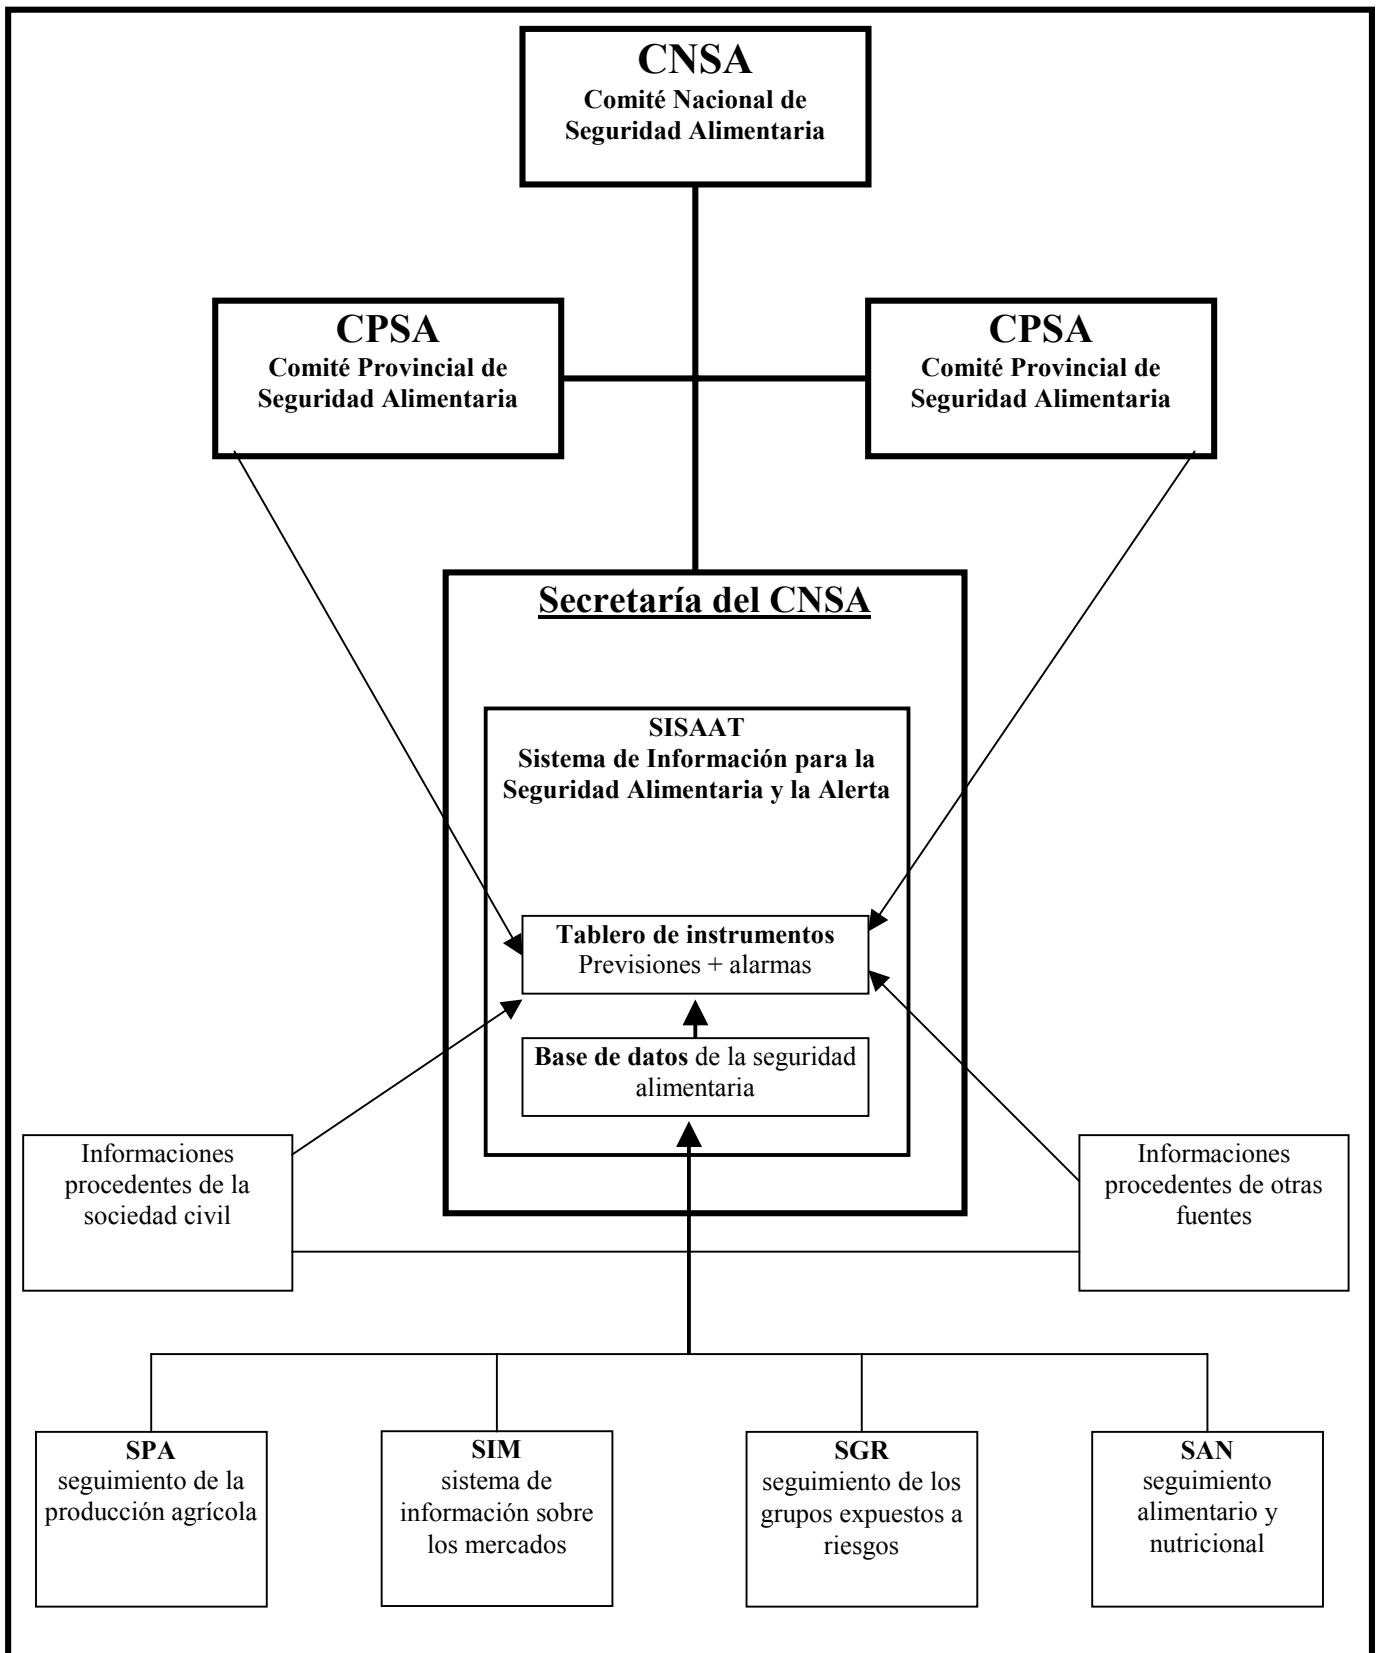 CNSA
Comité Nacional de
Seguridad Alimentaria
CPSA
Comité Provincial de
Seguridad Alimentaria
CPSA
Comité Provincial de
Seguridad Alimentaria
Secretaría del CNSA
SISAAT
Sistema de Información para la
Seguridad Alimentaria y la Alerta
Tablero de instrumentos
Previsiones + alarmas
Base de datos de la seguridad
alimentaria
Informaciones
procedentes de la
sociedad civil
Informaciones
procedentes de otras
fuentes
SPA
seguimiento de la
producción agrícola
SIM
sistema de
información sobre
los mercados
SGR
seguimiento de los
grupos expuestos a
riesgos
SAN
seguimiento
alimentario y
nutricional